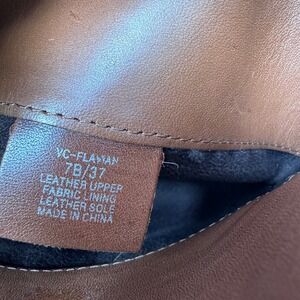 VC-FLAVIAN
7B/37
LEATHER UPPER
FABRIC LINING
LEATHER SOLE
MADE IN CHINA